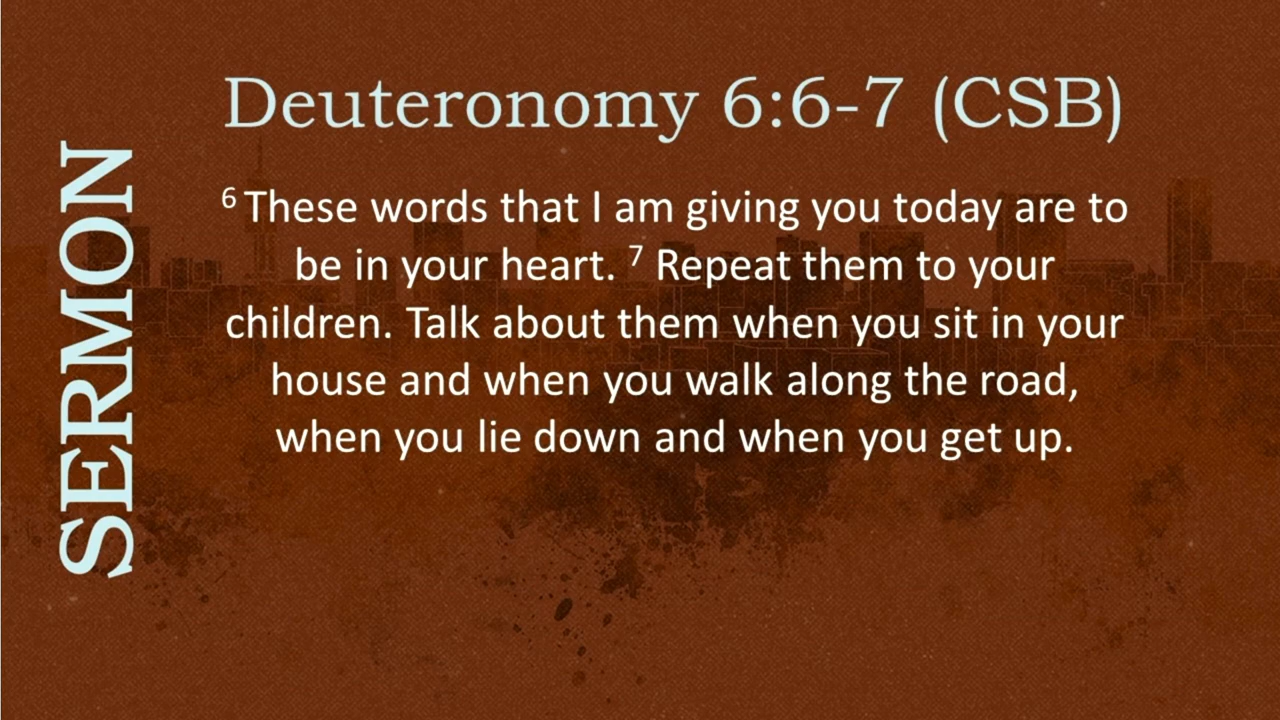 SERMON
Deuteronomy 6:6-7 (CSB)
⁶ These words that I am giving you today are to
be in your heart. ⁷ Repeat them to your
children. Talk about them when you sit in your
house and when you walk along the road,
when you lie down and when you get up.